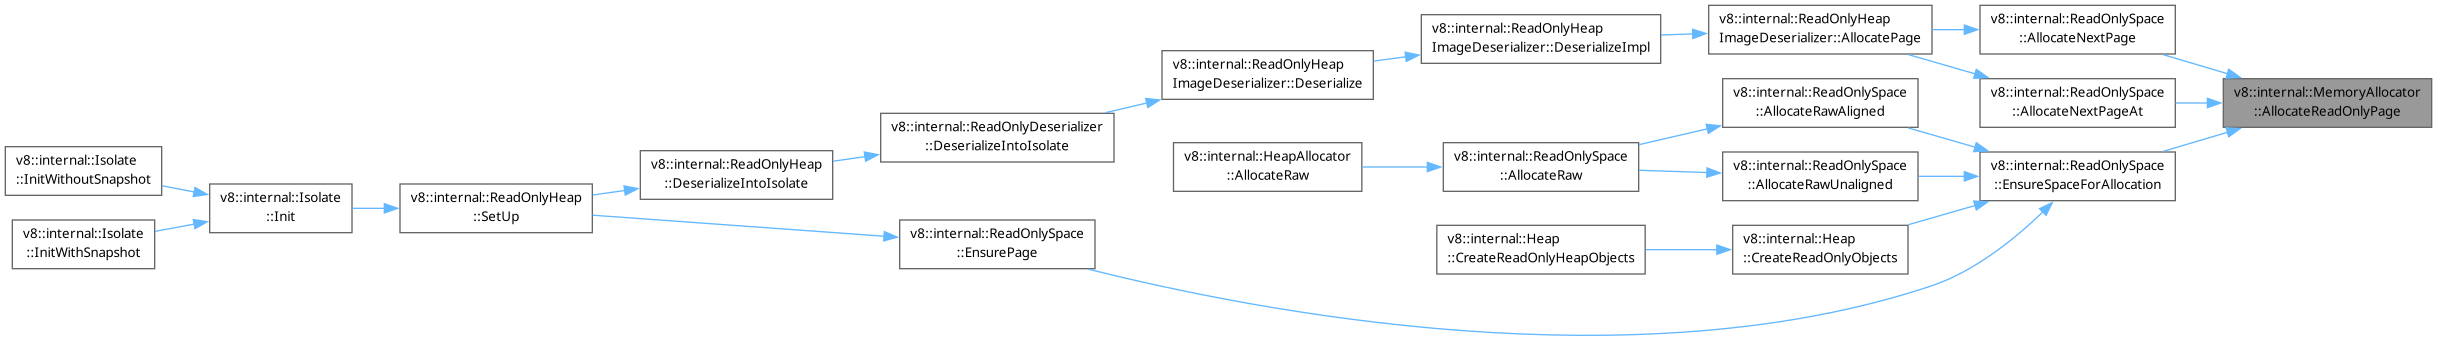 v8::internal::Isolate
::InitWithoutSnapshot
v8::internal::Isolate
::InitWithSnapshot
v8::internal::Isolate
::Init
v8::internal::ReadOnlyHeap
::SetUp
v8::internal::ReadOnlyHeap
::DeserializeIntoIsolate
v8::internal::ReadOnlyDeserializer
::DeserializeIntoIsolate
v8::internal::ReadOnlySpace
::EnsurePage
v8::internal::ReadOnlyHeap
ImageDeserializer::Deserialize
v8::internal::HeapAllocator
::AllocateRaw
v8::internal::ReadOnlyHeap
ImageDeserializer::DeserializeImpl
v8::internal::ReadOnlySpace
::AllocateRaw
v8::internal::Heap
::CreateReadOnlyHeapObjects
v8::internal::ReadOnlyHeap
ImageDeserializer::AllocatePage
v8::internal::ReadOnlySpace
::AllocateRawAligned
v8::internal::ReadOnlySpace
::AllocateRawUnaligned
v8::internal::Heap
::CreateReadOnlyObjects
v8::internal::ReadOnlySpace
::AllocateNextPage
v8::internal::ReadOnlySpace
::AllocateNextPageAt
v8::internal::ReadOnlySpace
::EnsureSpaceForAllocation
v8::internal::MemoryAllocator
::AllocateReadOnlyPage